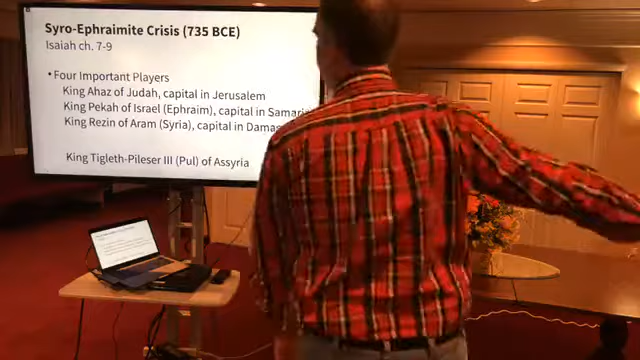 Syro-Ephraimite Crisis (735 BCE)
Isaiah ch. 7-9
• Four Important Players
King Ahaz of Judah, capital in Jerusalem
King Pekah of Israel (Ephraim), capital in
King Rezin of Aram (Syria), capital in
King Tigleth-Pileser III (Pul) of Assyria